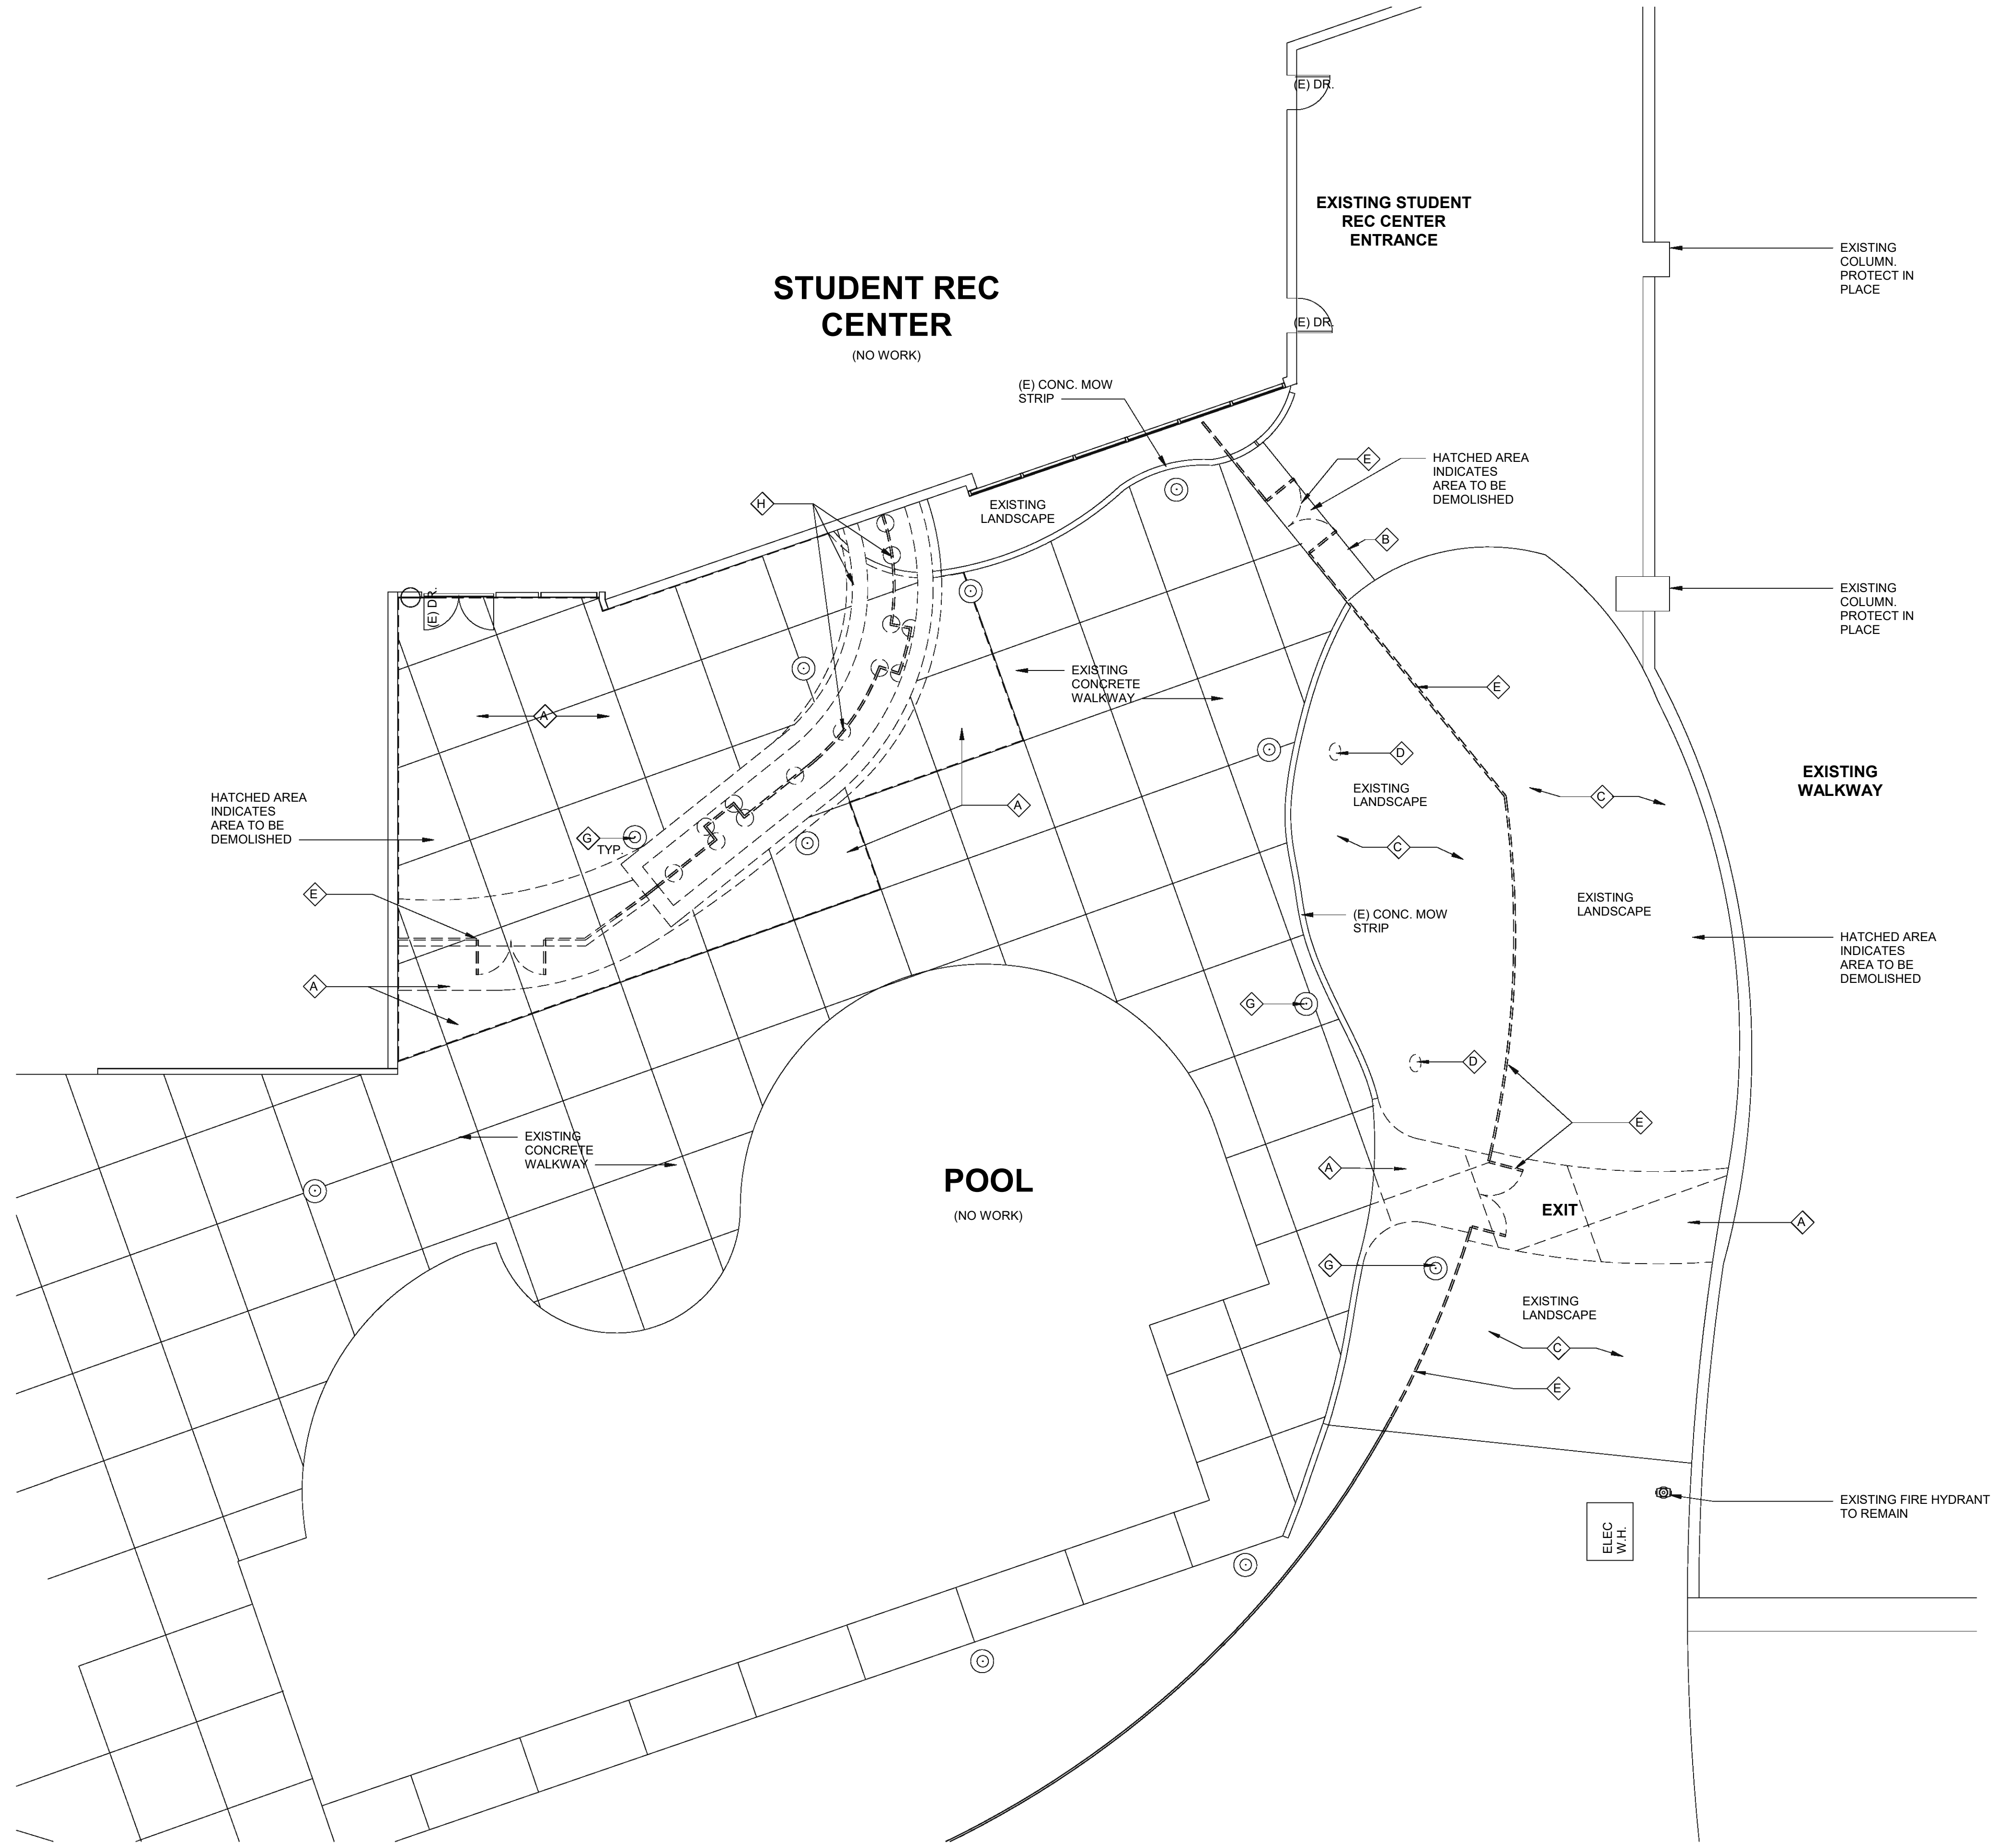 (E) DR.
EXISTING STUDENT
REC CENTER
ENTRANCE
EXISTING
COLUMN.
PROTECT IN
PLACE
STUDENT REC
CENTER
(NO WORK)
(E) DR.
(E) CONC. MOW
STRIP
E
HATCHED AREA
INDICATES
AREA TO BE
DEMOLISHED
H
EXISTING
LANDSCAPE
B
(E) DR.
EXISTING
COLUMN.
PROTECT IN
PLACE
EXISTING
CONCRETE
WALKWAY
E
A
D
EXISTING
WALKWAY
HATCHED AREA
INDICATES
AREA TO BE
DEMOLISHED
EXISTING
LANDSCAPE
C
A
G
TYP.
C
E
EXISTING
LANDSCAPE
(E) CONC. MOW
STRIP
HATCHED AREA
INDICATES
AREA TO BE
DEMOLISHED
A
G
D
EXISTING
CONCRETE
WALKWAY
E
POOL
(NO WORK)
A
EXIT
A
G
EXISTING
LANDSCAPE
C
E
EXISTING FIRE HYDRANT
TO REMAIN
ELEC
W.H.